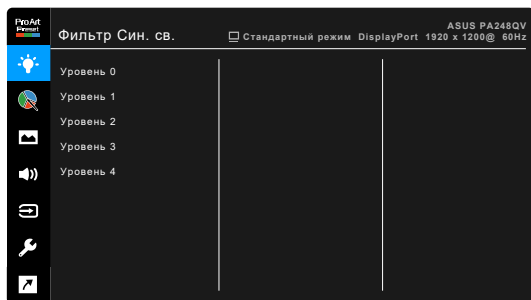 ProArt
Preset
Фильтр Син. св.
ASUS PA248QV
Стандартный режим DisplayPort 1920 x 1200@ 60Hz
Уровень 0
Уровень 1
Уровень 2
Уровень 3
Уровень 4